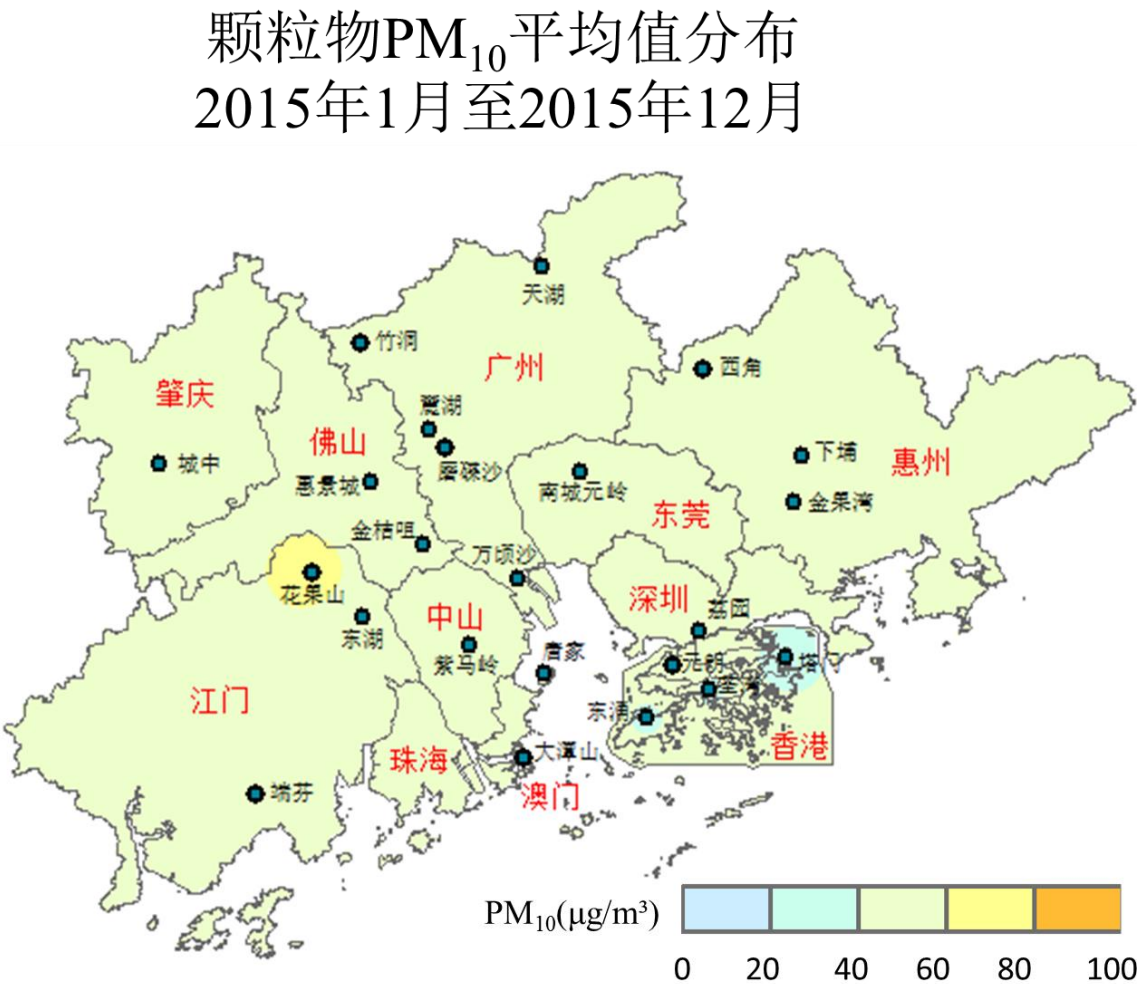 颗粒物PM₁₀平均值分布
2015年1月至2015年12月
天湖
竹洞
广州
西角
肇庆
麓湖
佛山
磨碟沙
下埔
惠州
城中
惠景城
南城元岭
金果湾
东莞
金桔咀
万顷沙
花果山
深圳
荔园
中山
东湖
紫马岭
唐家
元朗
塔门
荃湾
江门
东涌
珠海
大潭山
香港
端芬
澳门
PM₁₀(μg/m³)
0 20 40 60 80 100